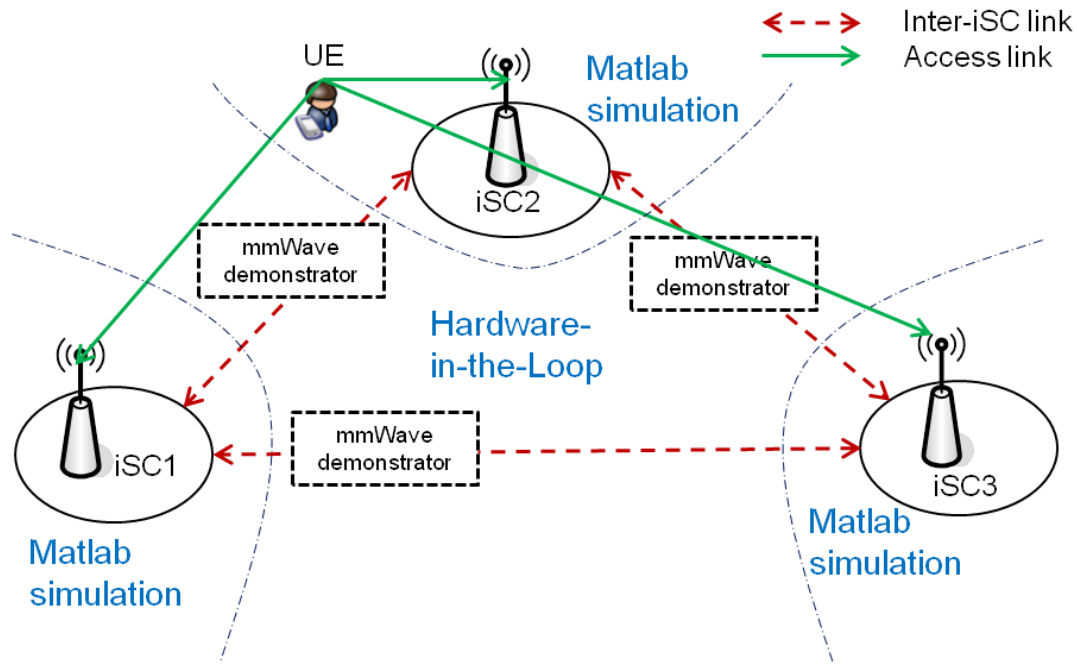 Inter-iSC link
Access link
UE
Matlab
simulation
iSC2
mmWave
demonstrator
mmWave
demonstrator
Hardware-
in-the-Loop
mmWave
demonstrator
iSC1
iSC3
Matlab
simulation
Matlab
simulation